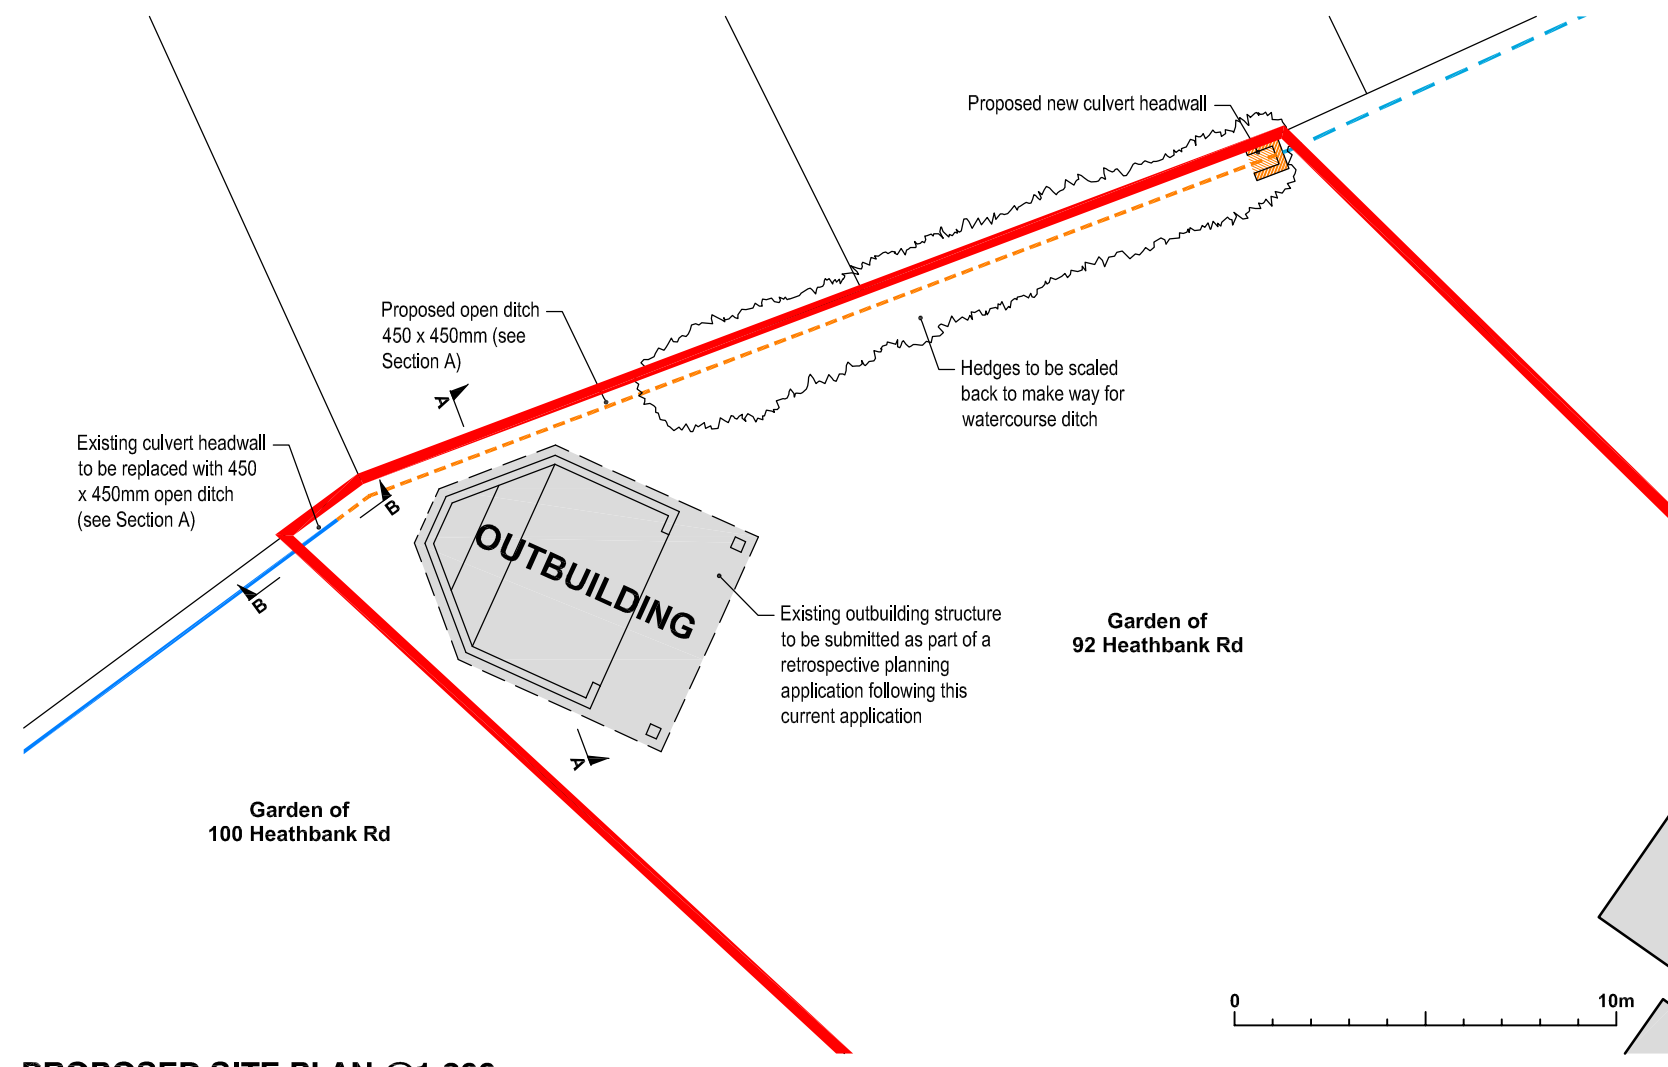 Proposed new culvert headwall
Proposed open ditch
450 x 450mm (see
Section A)
Hedges to be scaled
back to make way for
watercourse ditch
A
Existing culvert headwall
to be replaced with 450
x 450mm open ditch
(see Section A)
B
B
OUTBUILDING
Existing outbuilding structure
to be submitted as part of a
retrospective planning
application following this
current application
Garden of
92 Heathbank Rd
A
Garden of
100 Heathbank Rd
0 10m
PROPOSED SITE PLAN